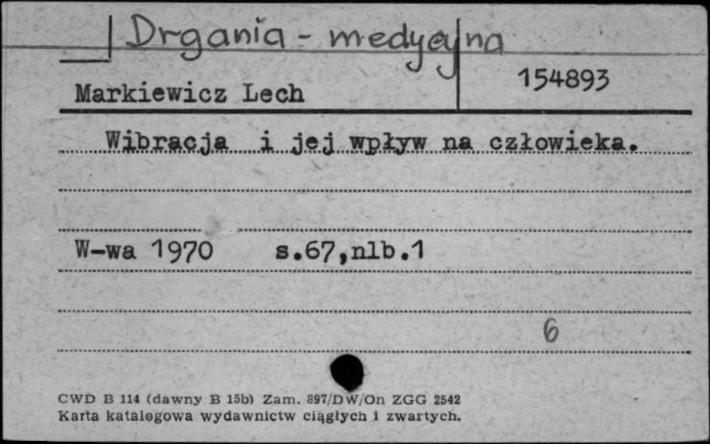 Drgania - medycyna
154893
Markiewicz Lech
Wibracja i jej wpływ na człowieka.
W-wa 1970 s.67,nlb.1
6
CWD B 114 (dawny B 15b) Zam. 897/DW/On ZGG 2542
Karta katalogowa wydawnictw ciągłych i zwartych.